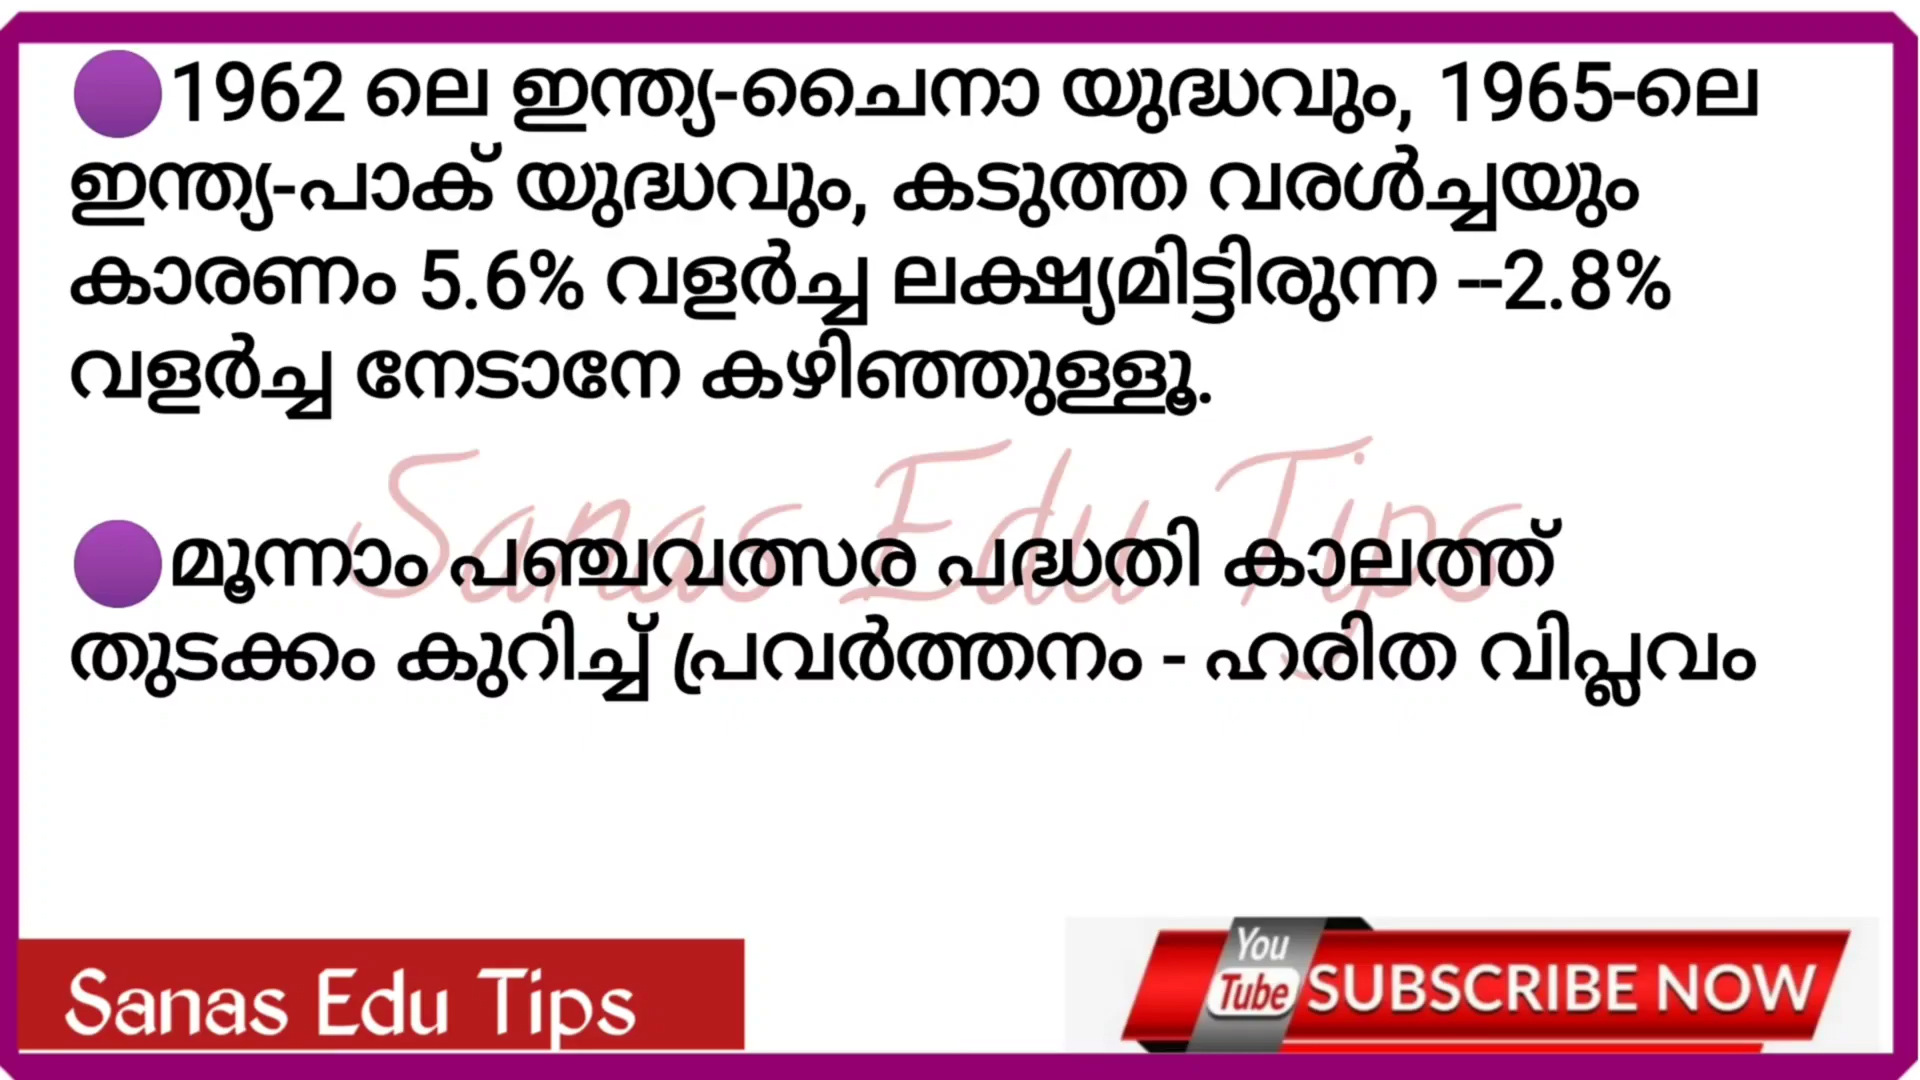 1962 ലെ ഇന്ത്യ-ചൈനാ യുദ്ധവും, 1965-ലെ
ഇന്ത്യ-പാക് യുദ്ധവും, കടുത്ത വരൾച്ചയും
കാരണം 5.6% വളർച്ച ലക്ഷ്യമിട്ടിരുന്ന --2.8%
വളർച്ച നേടാനേ കഴിഞ്ഞുള്ളൂ.
Sanas Edu Tips
മൂന്നാം പഞ്ചവത്സര പദ്ധതി കാലത്ത്
തുടക്കം കുറിച്ച് പ്രവർത്തനം - ഹരിത വിപ്ലവം
Sanas Edu Tips
You
Tube SUBSCRIBE NOW